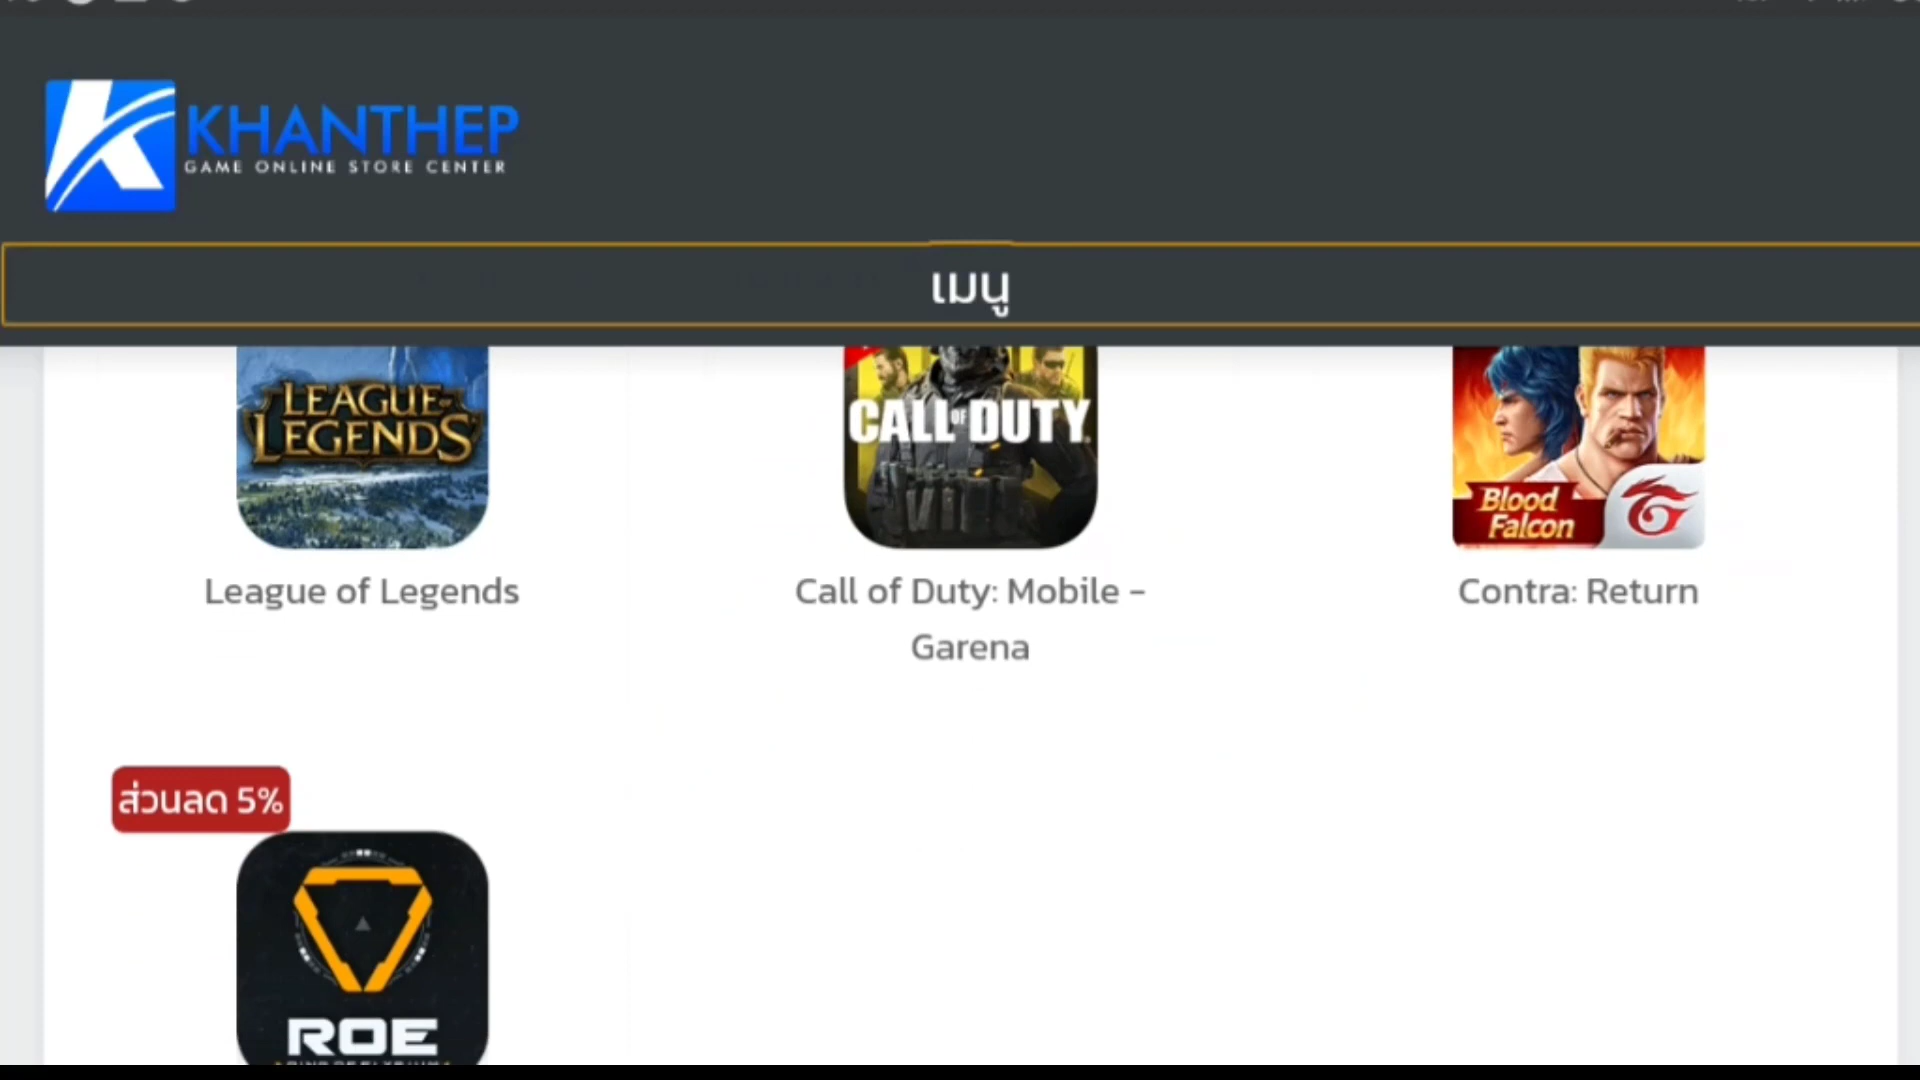 KHANTHEP
GAME ONLINE STORE CENTER
เมนู
LEAGUE OF
LEGENDS
CALL OF DUTY
Blood
Falcon
League of Legends
Call of Duty: Mobile -
Garena
Contra: Return
ส่วนลด 5%
ROE